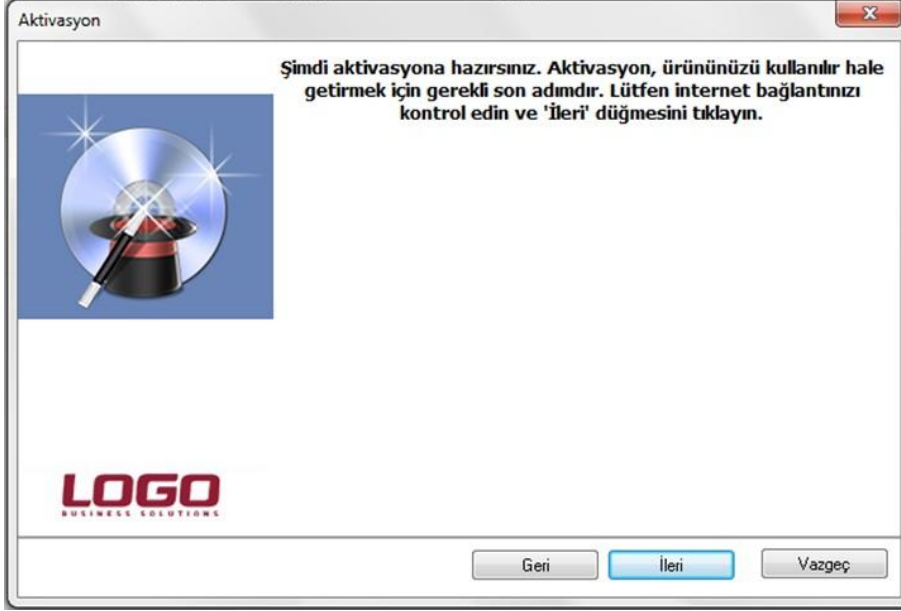 Aktivasyon
Şimdi aktivasyona hazırsınız. Aktivasyon, ürününüzü kullanılır hale
getirmek için gerekli son adımdır. Lütfen internet bağlantınızı
kontrol edin ve 'İleri' düğmesini tıklayın.
LOGO
BUSINESS SOLUTIONS
Geri
İleri
Vazgeç